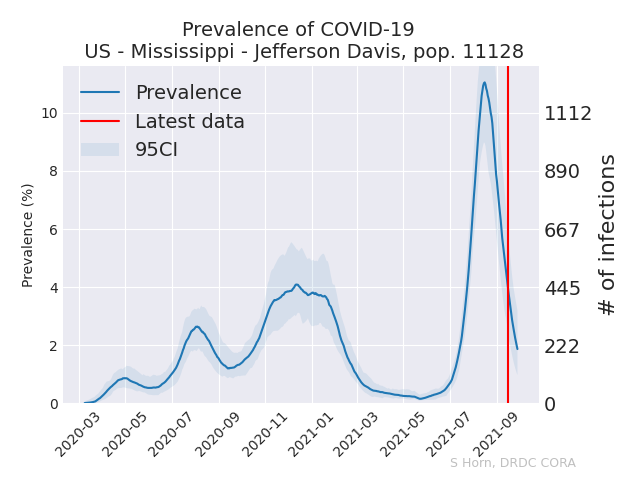 Prevalence of COVID-19
US - Mississippi - Jefferson Davis, pop. 11128
Prevalence
Latest data
95CI
Prevalence (%)
10
8
6
4
2
0
1112
890
667
445
222
0
# of infections
2020-03
2020-05
2020-07
2020-09
2020-11
2021-01
2021-03
2021-05
2021-07
2021-09
S Horn, DRDC CORA